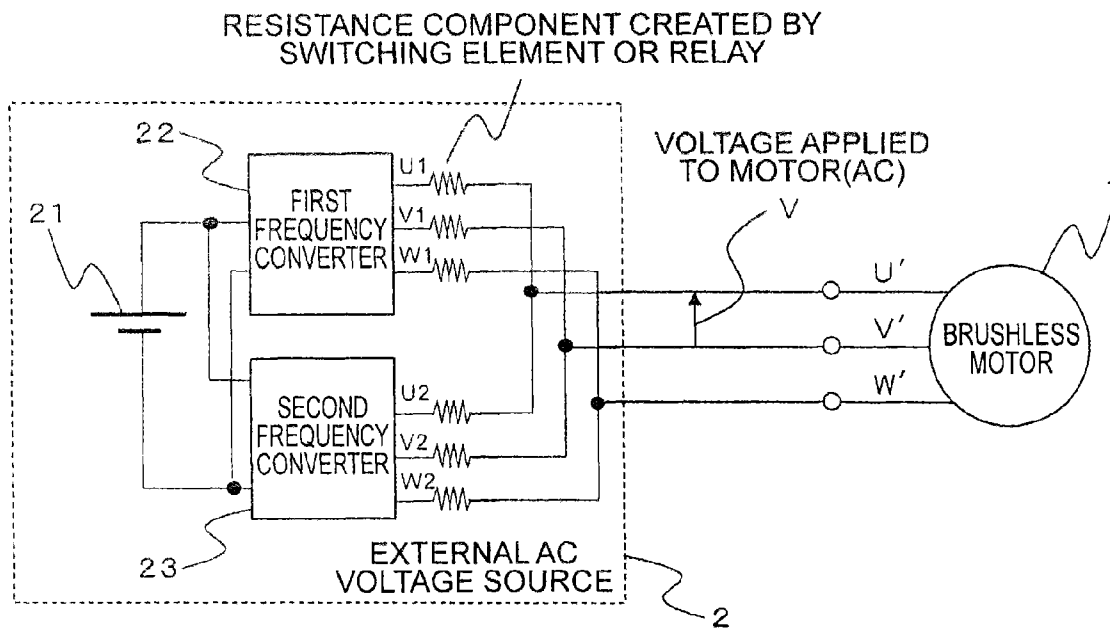 RESISTANCE COMPONENT CREATED BY
SWITCHING ELEMENT OR RELAY
22
21
FIRST
FREQUENCY
CONVERTER
U1
V1
W1
VOLTAGE APPLIED
TO MOTOR(AC)
V
U'
V'
W'
BRUSHLESS
MOTOR
SECOND
FREQUENCY
CONVERTER
U2
V2
W2
23
EXTERNAL AC
VOLTAGE SOURCE
2